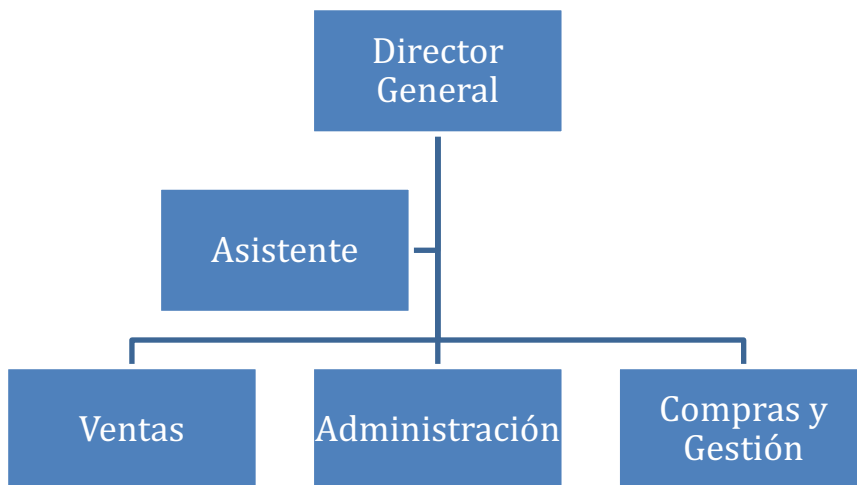 Director
General
Asistente
Ventas
Administración
Compras y
Gestión